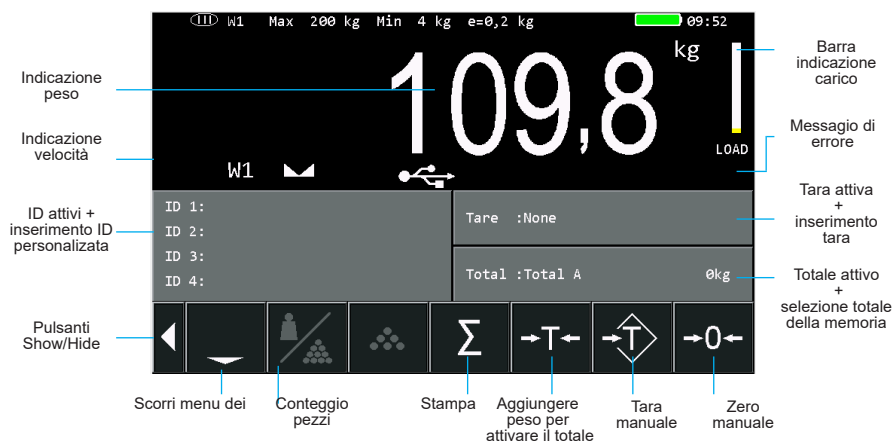 III W1 Max 200 kg Min 4 kg e=0,2 kg 09:52
109,8 kg
LOAD
W1
ID 1:
ID 2:
ID 3:
ID 4:
Tare :None
Total :Total A 0kg
Σ
→T←
→T
→0←
Indicazione
peso
Indicazione
velocità
ID attivi +
inserimento ID
personalizzata
Pulsanti
Show/Hide
Barra
indicazione
carico
Messagio di
errore
Tara attiva
+
inserimento
tara
Totale attivo
+
selezione totale
della memoria
Scorri menu dei
Conteggio
pezzi
Stampa
Aggiungere
peso per
attivare il totale
Tara
manuale
Zero
manuale